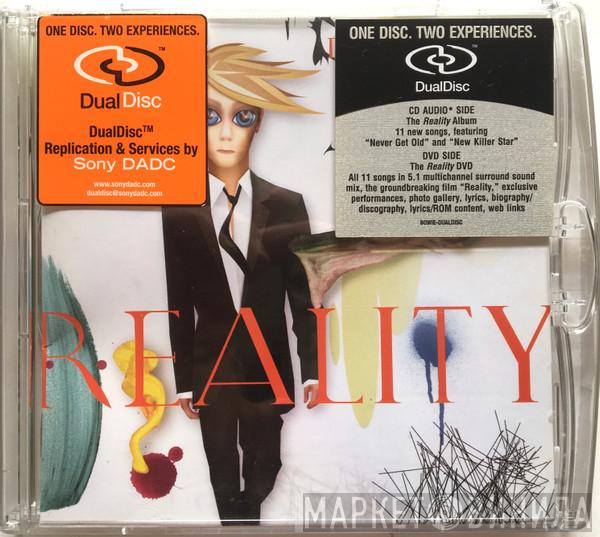 ONE DISC. TWO EXPERIENCES.
™
DualDisc
DualDisc™
Replication & Services by
Sony DADC
www.sonydadc.com
dualdisc@sonydadc.com
ONE DISC. TWO EXPERIENCES.
™
DualDisc
CD AUDIO* SIDE
The Reality Album
11 new songs, featuring
"Never Get Old" and "New Killer Star"
DVD SIDE
The Reality DVD
All 11 songs in 5.1 multichannel surround sound
mix, the groundbreaking film "Reality," exclusive
performances, photo gallery, lyrics, biography/
discography, lyrics/ROM content, web links
BOWIE-DUALDISC
REALITY
МАРКЕТ ВИНИЛА